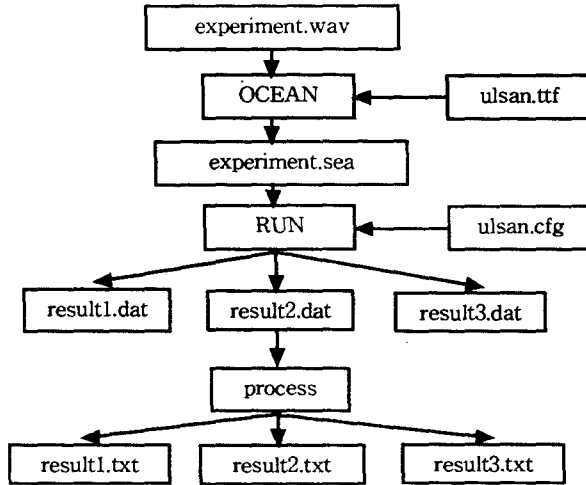 experiment.wav
OCEAN
ulsan.ttf
experiment.sea
RUN
ulsan.cfg
result1.dat
result2.dat
result3.dat
process
result1.txt
result2.txt
result3.txt